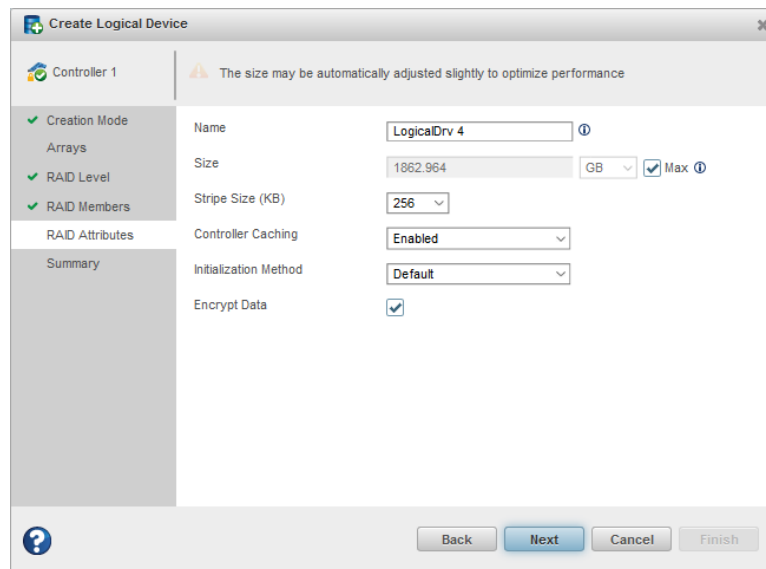 Create Logical Device
Controller 1
The size may be automatically adjusted slightly to optimize performance
Creation Mode
Arrays
RAID Level
RAID Members
RAID Attributes
Summary
Name LogicalDrv 4
Size 1862.964 GB Max
Stripe Size (KB) 256
Controller Caching Enabled
Initialization Method Default
Encrypt Data
Back Next Cancel Finish